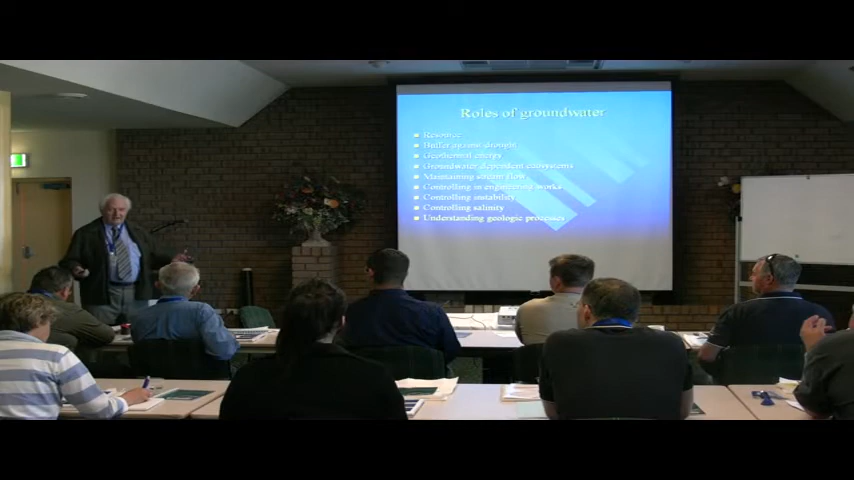 Roles of groundwater
Resource
Buffer against drought
Geothermal energy
Groundwater dependent ecosystems
Maintaining stream flow
Controlling in engineering works
Controlling instability
Controlling salinity
Understanding geologic processes